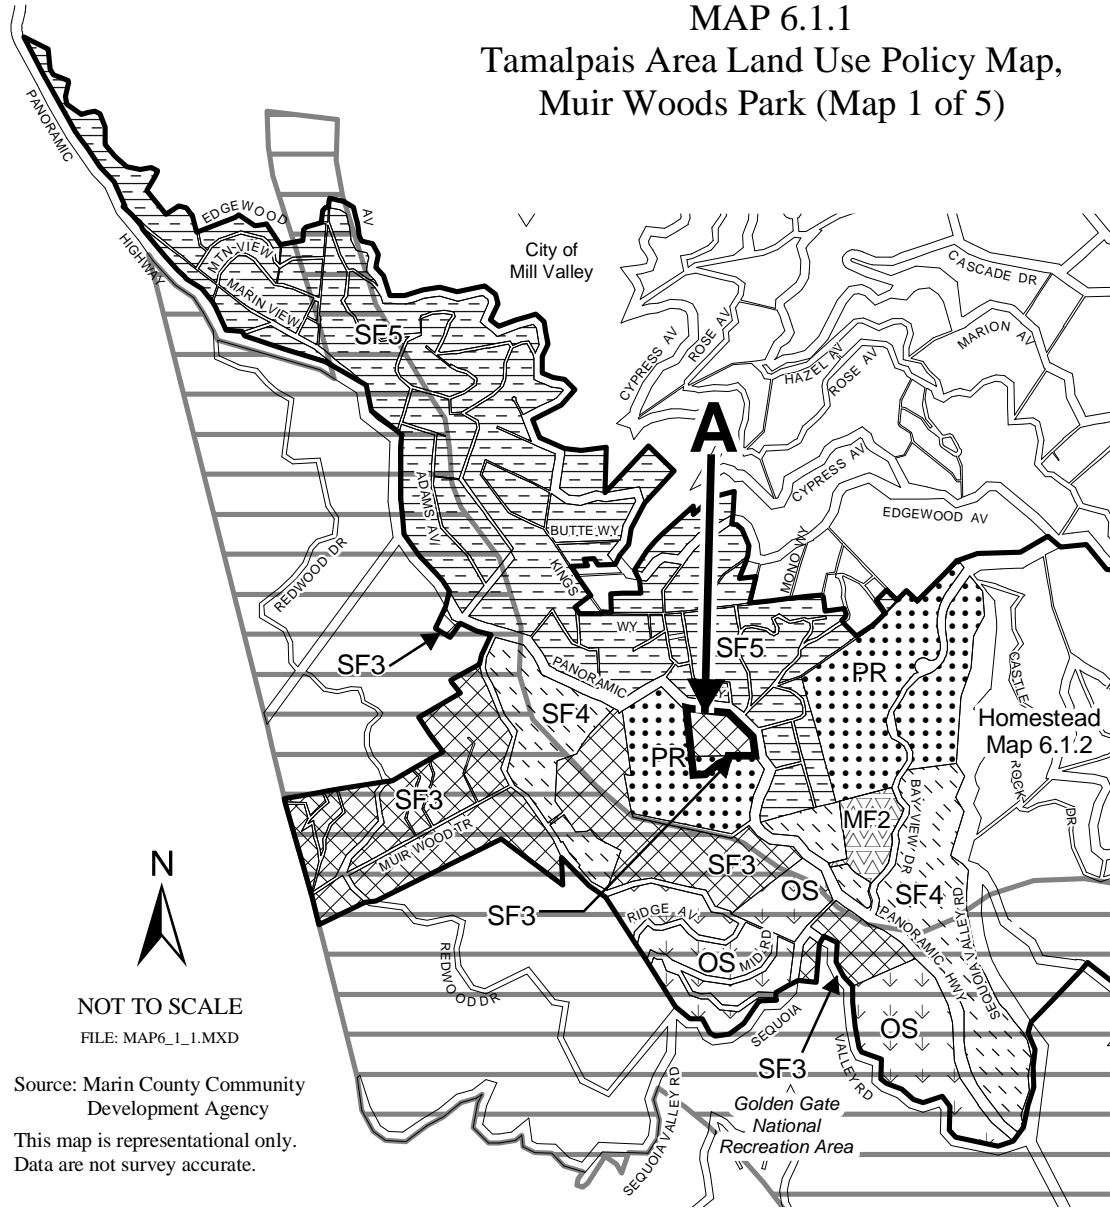 MAP 6.1.1
Tamalpais Area Land Use Policy Map,
Muir Woods Park (Map 1 of 5)
PANORAMIC
HIGHWAY
EDGEWOOD
AV
MTN VIEW
MARIN VIEW
SF5
City of
Mill Valley
CASCADE DR
CYPRESS AV
ROSE AV
HAZEL AV
ROSE AV
MARION AV
A
CYPRESS AV
EDGEWOOD AV
ADAMS AV
BUTTE WY
MONO WY
REDWOOD DR
KINGS
WY
SF3
SF5
PANORAMIC
PR
SF4
CASTLE
ROCK
DR
Homestead
Map 6.1.2
PR
SF3
MUIR WOOD TR
MF2
BAY VIEW DR
SF3
OS
SF4
SF3
RIDGE AV
PANORAMIC HWY
SEQUOIA VALLEY RD
OS
MID RD
REDWOOD DR
N
NOT TO SCALE
FILE: MAP6_1_1.MXD
SEQUOIA
VALLEY RD
OS
SF3
Source: Marin County Community
Development Agency
Golden Gate
National
Recreation Area
This map is representational only.
Data are not survey accurate.
SEQUOIA VALLEY RD